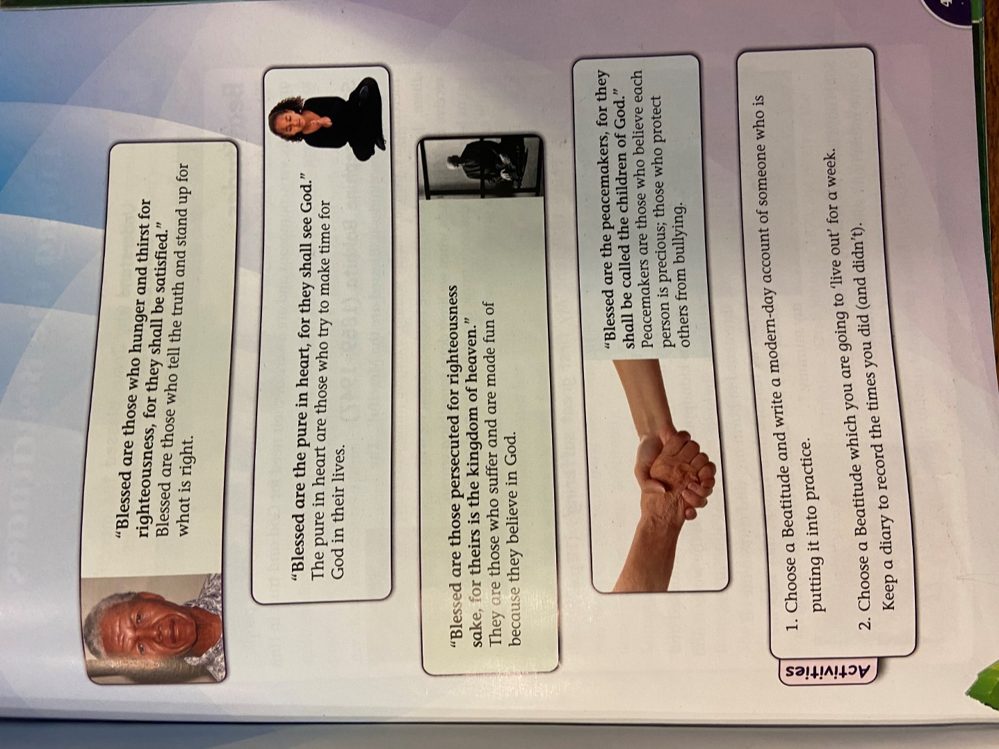 “Blessed are those who hunger and thirst for
righteousness, for they shall be satisfied.”
Blessed are those who tell the truth and stand up for
what is right.
“Blessed are the pure in heart, for they shall see God.”
The pure in heart are those who try to make time for
God in their lives.
“Blessed are those persecuted for righteousness
sake, for theirs is the kingdom of heaven.”
They are those who suffer and are made fun of
because they believe in God.
“Blessed are the peacemakers, for they
shall be called the children of God.”
Peacemakers are those who believe each
person is precious; those who protect
others from bullying.
Activities
1. Choose a Beatitude and write a modern-day account of someone who is
putting it into practice.
2. Choose a Beatitude which you are going to ‘live out’ for a week.
Keep a diary to record the times you did (and didn’t).